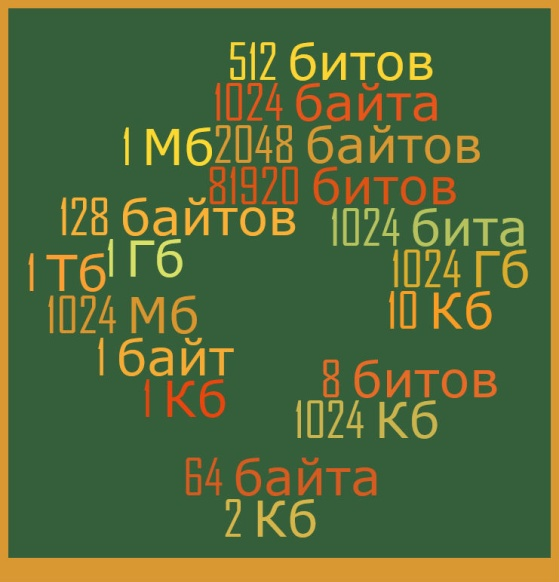 512 битов
1024 байта
1 Мб
2048 байтов
81920 битов
128 байтов
1024 бита
1 Гб
1 Тб
1024 Гб
1024 Мб
10 Кб
1 байт
8 битов
1 Кб
1024 Кб
64 байта
2 Кб